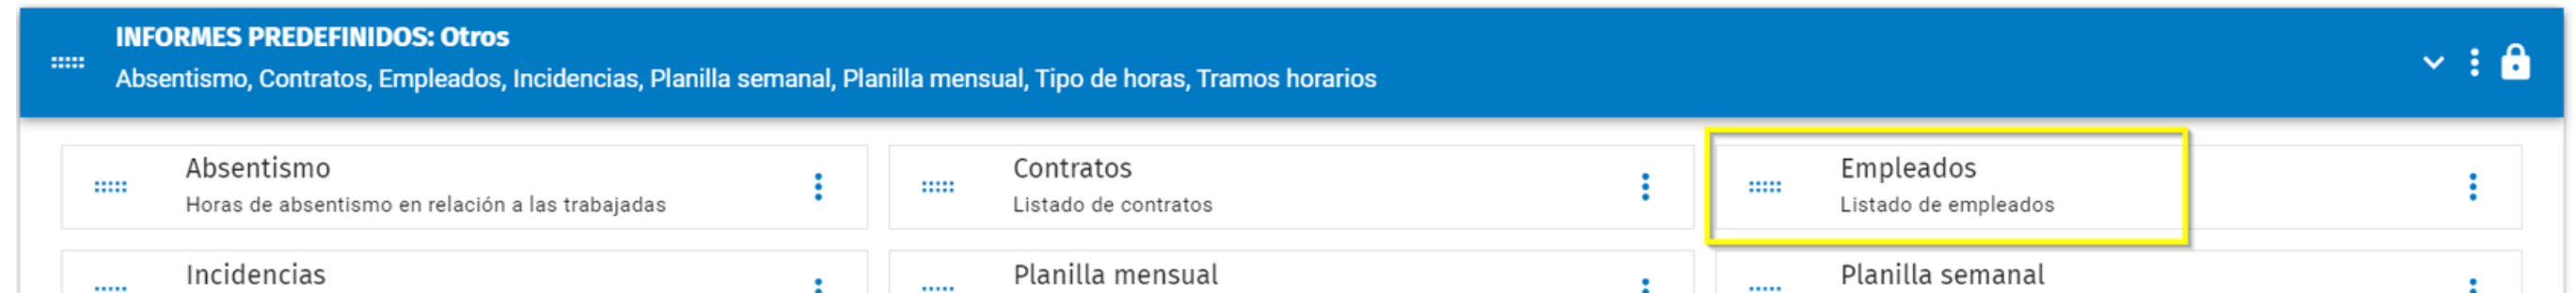 INFORMES PREDEFINIDOS: Otros
Absentismo, Contratos, Empleados, Incidencias, Planilla semanal, Planilla mensual, Tipo de horas, Tramos horarios
Absentismo
Horas de absentismo en relación a las trabajadas
Contratos
Listado de contratos
Empleados
Listado de empleados
Incidencias
Planilla mensual
Planilla semanal